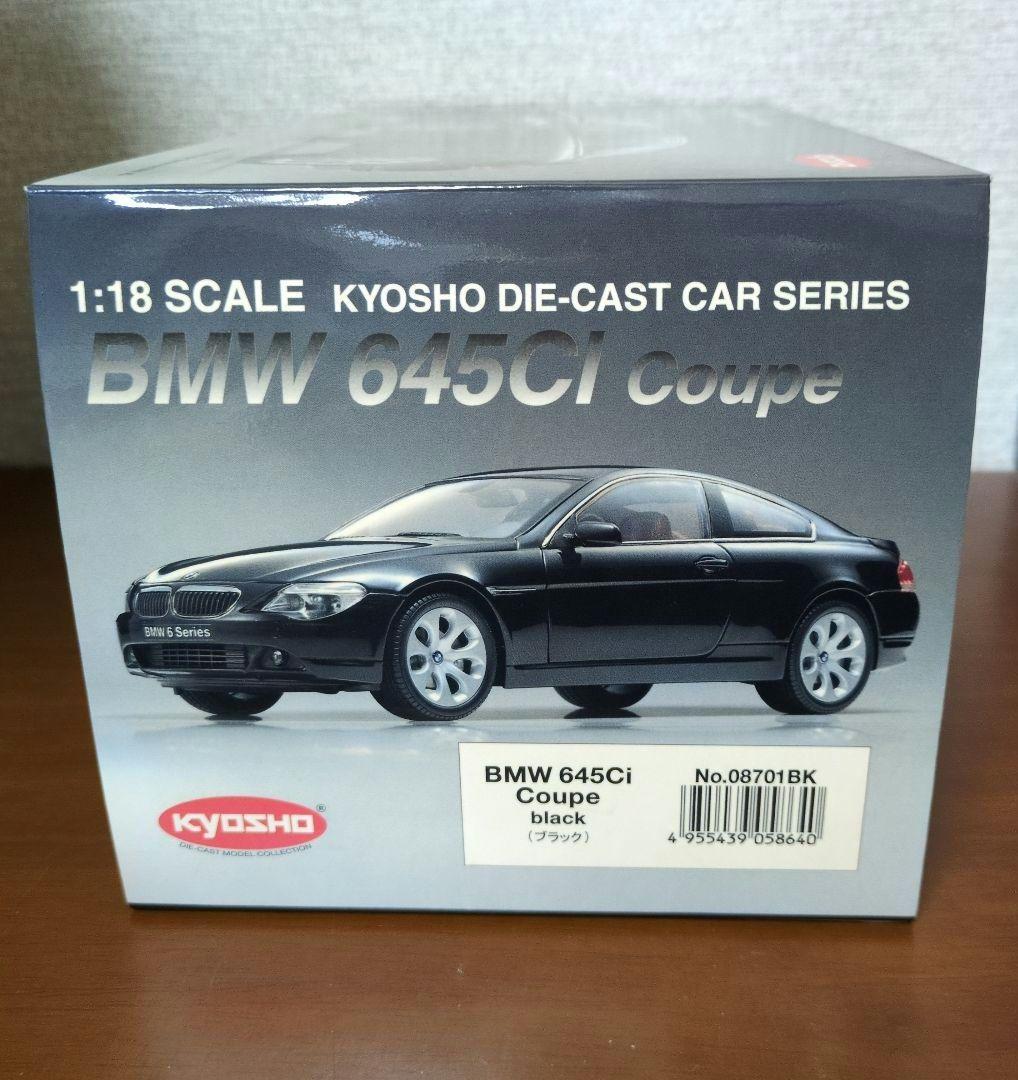 1:18 SCALE KYOSHO DIE-CAST CAR SERIES
BMW 645Ci Coupe
BMW 6 Series
BMW 645Ci
Coupe
black
(ブラック)
No.08701BK
4 955439 058640
KYOSHO ®
DIE-CAST MODEL COLLECTION